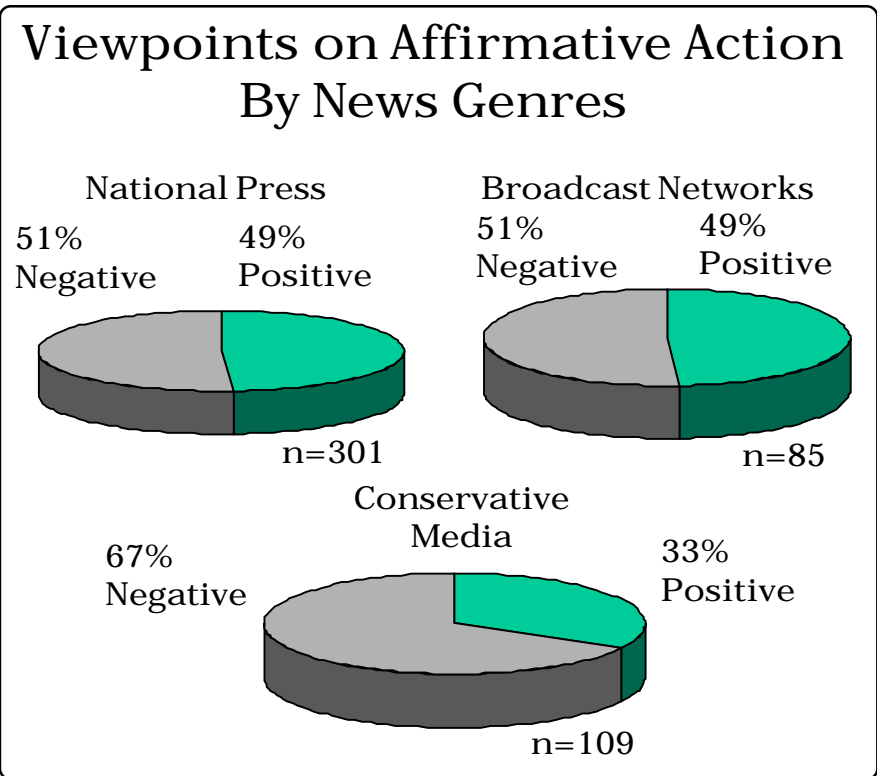 Viewpoints on Affirmative Action
By News Genres
National Press
51%
Negative
49%
Positive
n=301
Broadcast Networks
51%
Negative
49%
Positive
n=85
Conservative
Media
67%
Negative
33%
Positive
n=109